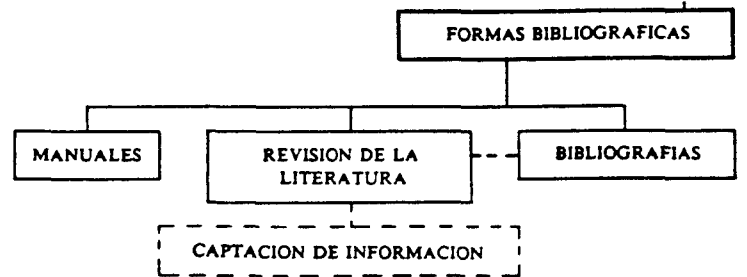 FORMAS BIBLIOGRAFICAS
MANUALES
REVISION DE LA
LITERATURA
BIBLIOGRAFIAS
CAPTACION DE INFORMACION